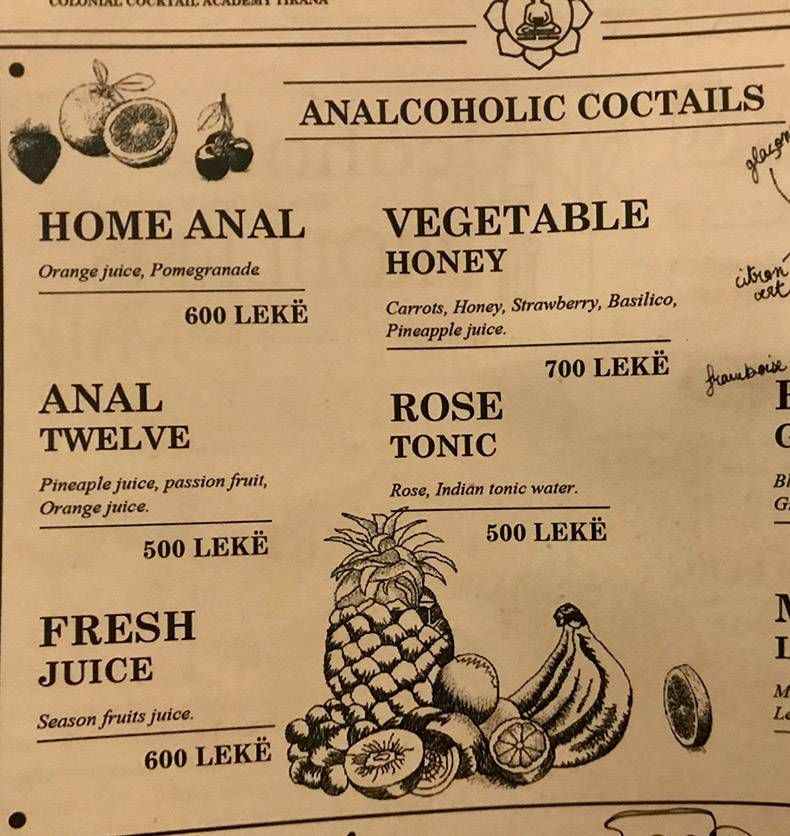 COLONIAL COCKTAIL ACADEMY TIRANA
ANALCOHOLIC COCTAILS
HOME ANAL
Orange juice, Pomegranade
600 LEKË
ANAL
TWELVE
Pineaple juice, passion fruit,
Orange juice.
500 LEKË
FRESH
JUICE
Season fruits juice.
600 LEKË
VEGETABLE
HONEY
Carrots, Honey, Strawberry, Basilico,
Pineapple juice.
700 LEKË
ROSE
TONIC
Rose, Indian tonic water.
500 LEKË
citron
vert
framboise